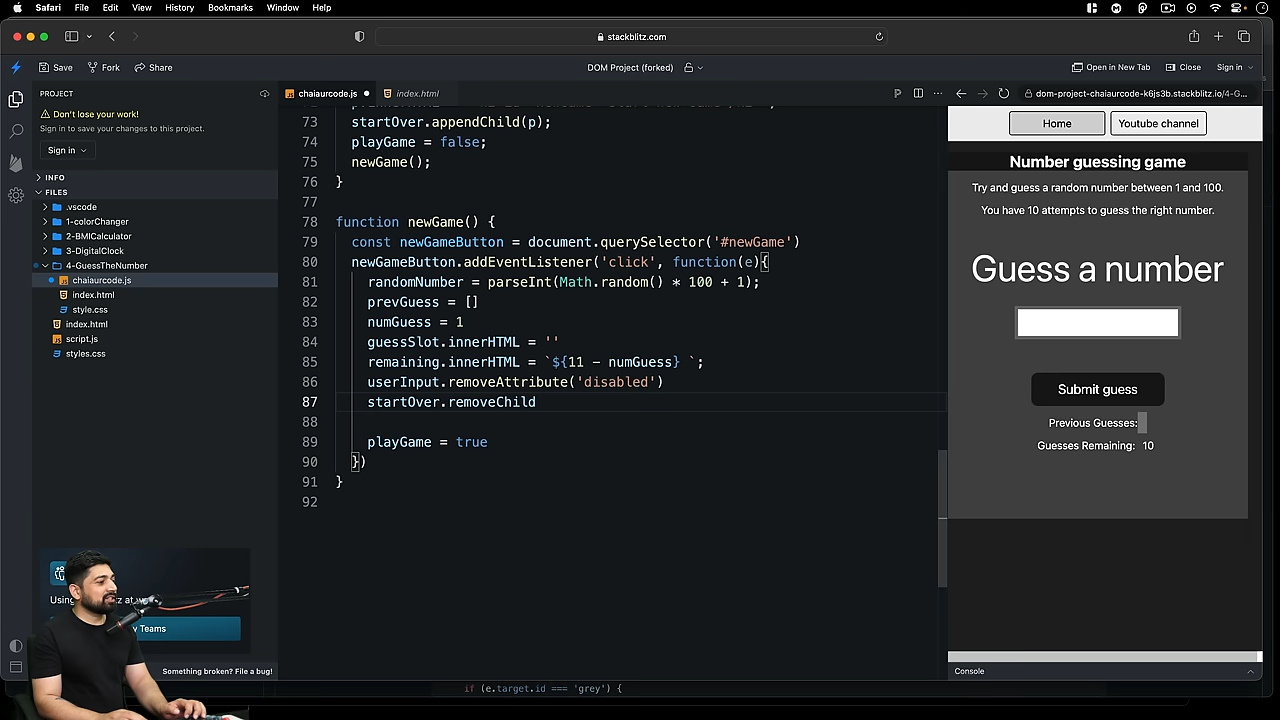 Safari File Edit View History Bookmarks Window Help
stackblitz.com
Save Fork Share DOM Project (forked) Open in New Tab Close Sign in
PROJECT
Don't lose your work!
Sign in to save your changes to this project.
Sign in
INFO
FILES
.vscode
1-colorChanger
2-BMICalculator
3-DigitalClock
4-GuessTheNumber
chaiaurcode.js
index.html
style.css
index.html
script.js
styles.css
Teams
Something broken? File a bug!
chaiaurcode.js index.html
73 startOver.appendChild(p);
74 playGame = false;
75 newGame();
76 }
77
78 function newGame() {
79 const newGameButton = document.querySelector('#newGame')
80 newGameButton.addEventListener('click', function(e){
81 randomNumber = parseInt(Math.random() * 100 + 1);
82 prevGuess = []
83 numGuess = 1
84 guessSlot.innerHTML = ''
85 remaining.innerHTML = `${11 - numGuess} `;
86 userInput.removeAttribute('disabled')
87 startOver.removeChild
88
89 playGame = true
90 })
91 }
92
if (e.target.id === 'grey') {
dom-project-chaiaurcode-k6js3b.stackblitz.io/4-G...
Home Youtube channel
Number guessing game
Try and guess a random number between 1 and 100.
You have 10 attempts to guess the right number.
Guess a number
Submit guess
Previous Guesses:
Guesses Remaining: 10
Console